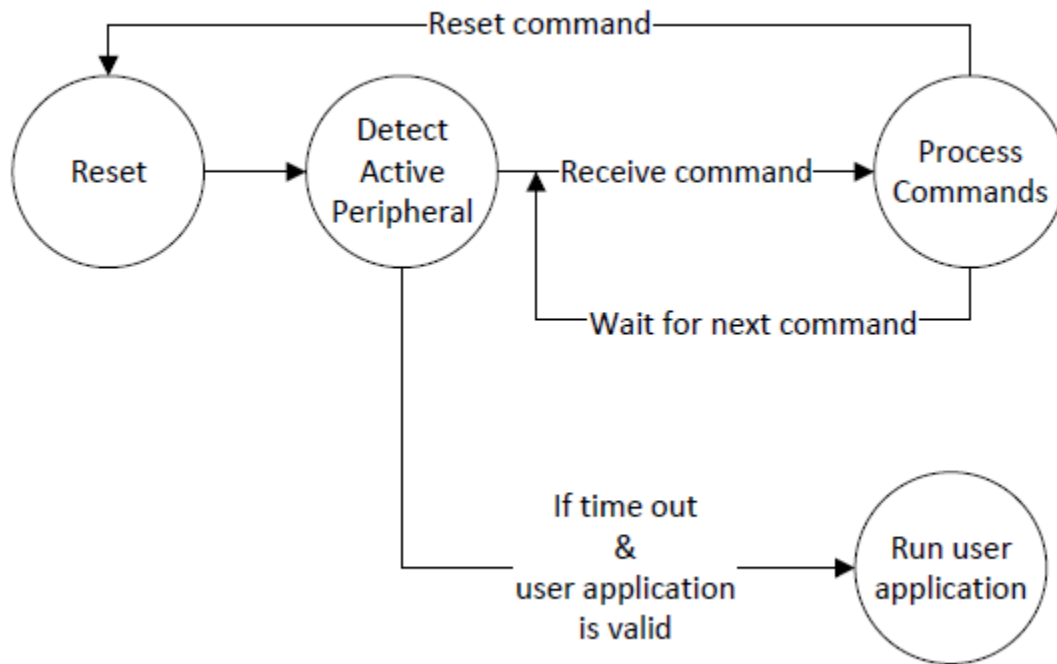 Reset command
Reset
Detect
Active
Peripheral
Receive command
Process
Commands
Wait for next command
If time out
&
user application
is valid
Run user
application